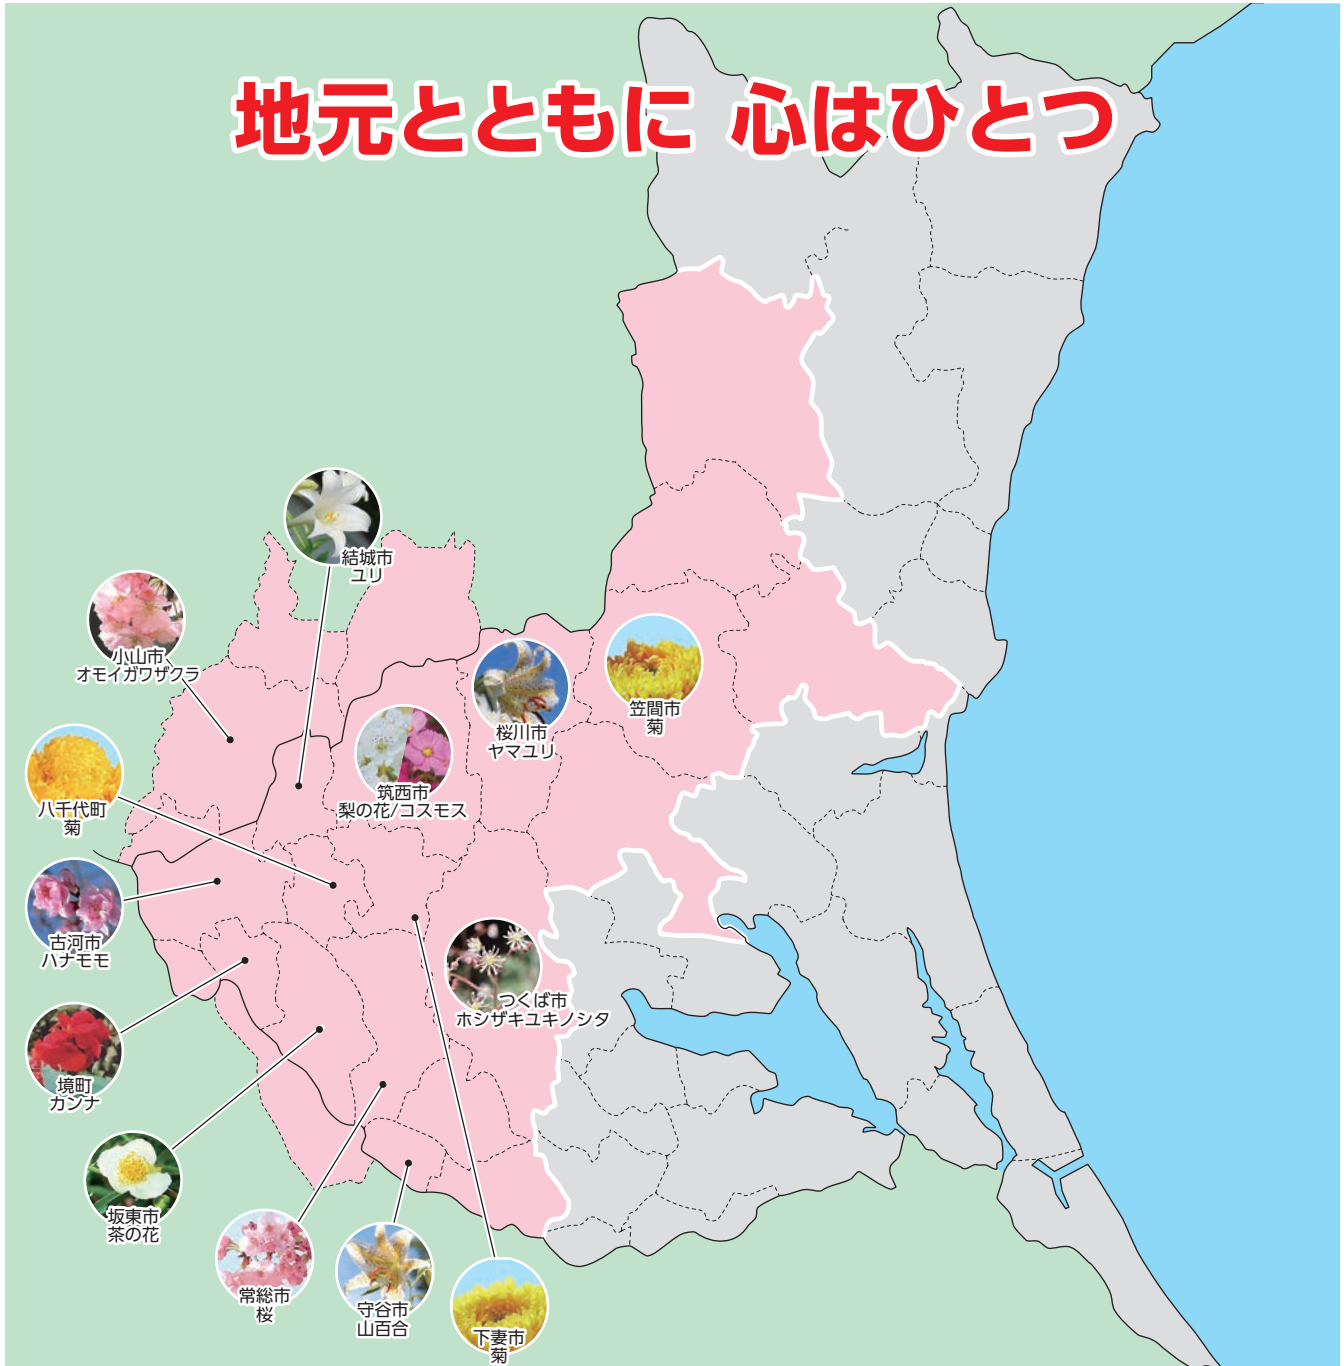 地元とともに 心はひとつ
結城市
ユリ
小山市
オモイガワザクラ
桜川市
ヤマユリ
笠間市
菊
筑西市
梨の花/コスモス
八千代町
菊
古河市
ハナモモ
つくば市
ホシザキユキノシタ
境町
カンナ
坂東市
茶の花
常総市
桜
守谷市
山百合
下妻市
菊